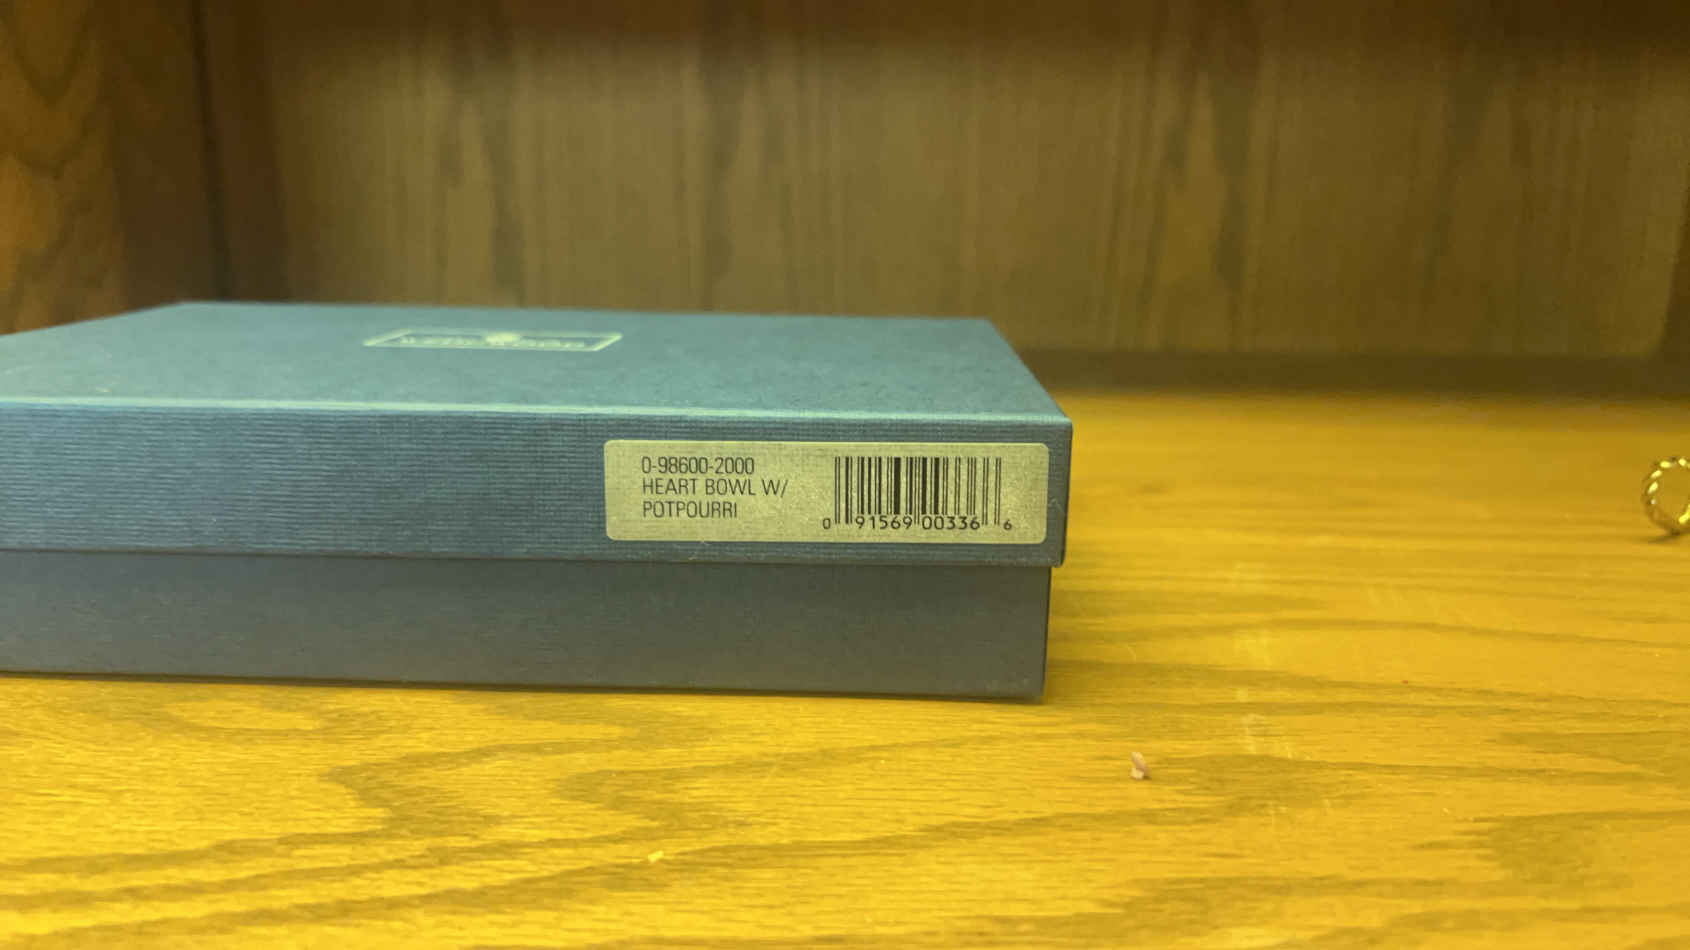 0-98600-2000
HEART BOWL W/
POTPOURRI
0 91569 00336 6